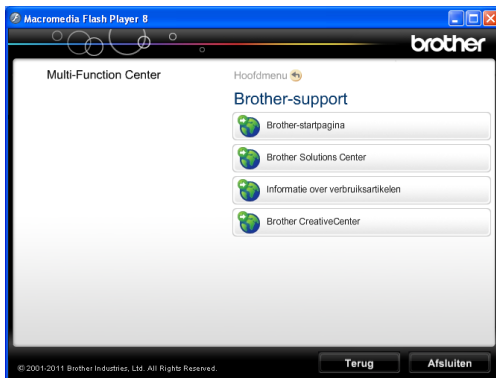 Macromedia Flash Player 8
brother
Multi-Function Center
Hoofdmenu
Brother-support
Brother-startpagina
Brother Solutions Center
Informatie over verbruiksartikelen
Brother CreativeCenter
© 2001-2011 Brother Industries, Ltd. All Rights Reserved.
Terug
Afsluiten